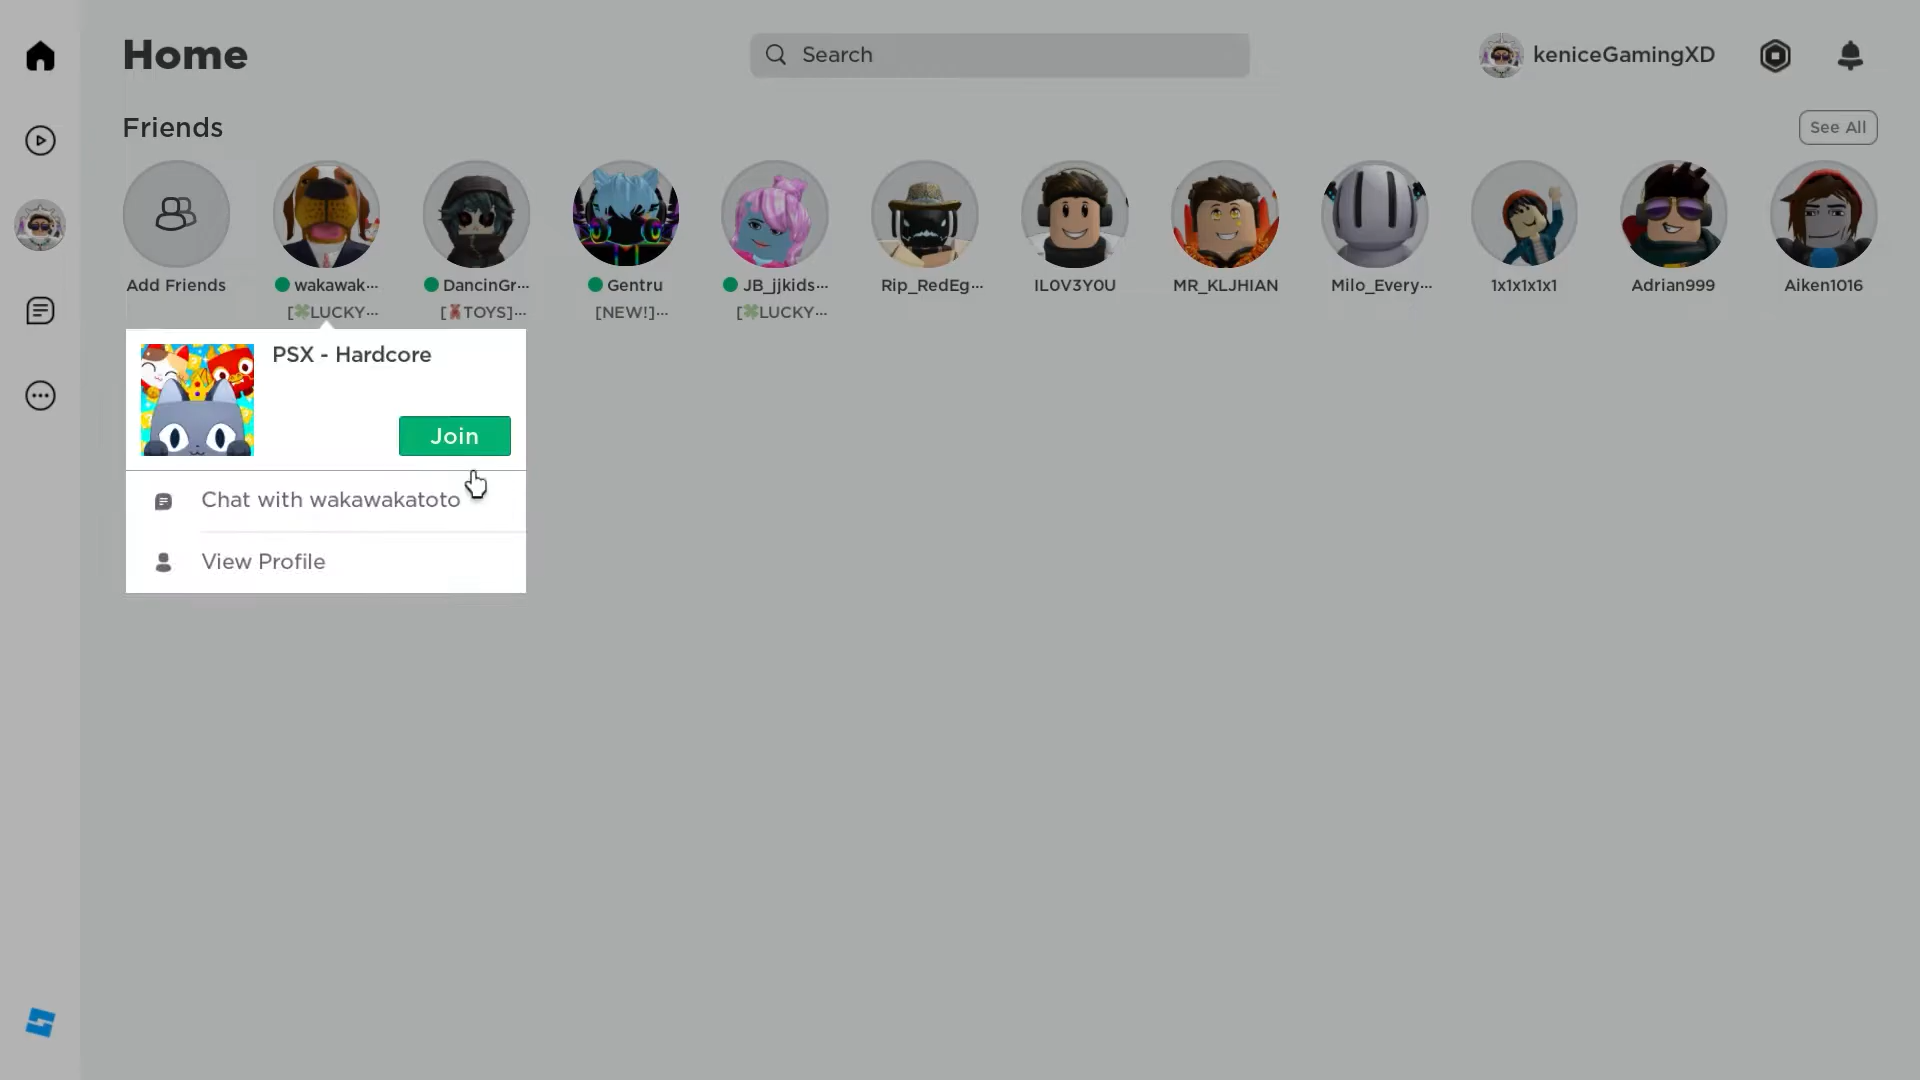 Home
Search
keniceGamingXD
Friends
See All
Add Friends
wakawak...
DancinGr...
Gentru
JB_jjkids...
Rip_RedEg...
IL0V3Y0U
MR_KLJHIAN
Milo_Every...
1x1x1x1x1
Adrian999
Aiken1016
[🍀LUCKY...
[🧸TOYS]...
[NEW!]...
[🍀LUCKY...
PSX - Hardcore
Join
Chat with wakawakatoto
View Profile